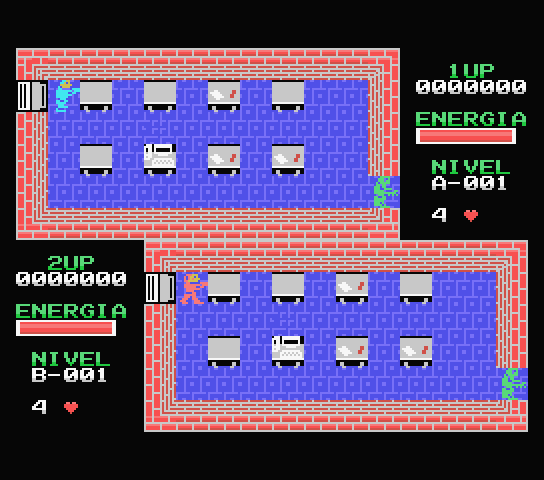 1UP
0000000
ENERGIA
NIVEL
A-001
4
2UP
0000000
ENERGIA
NIVEL
B-001
4